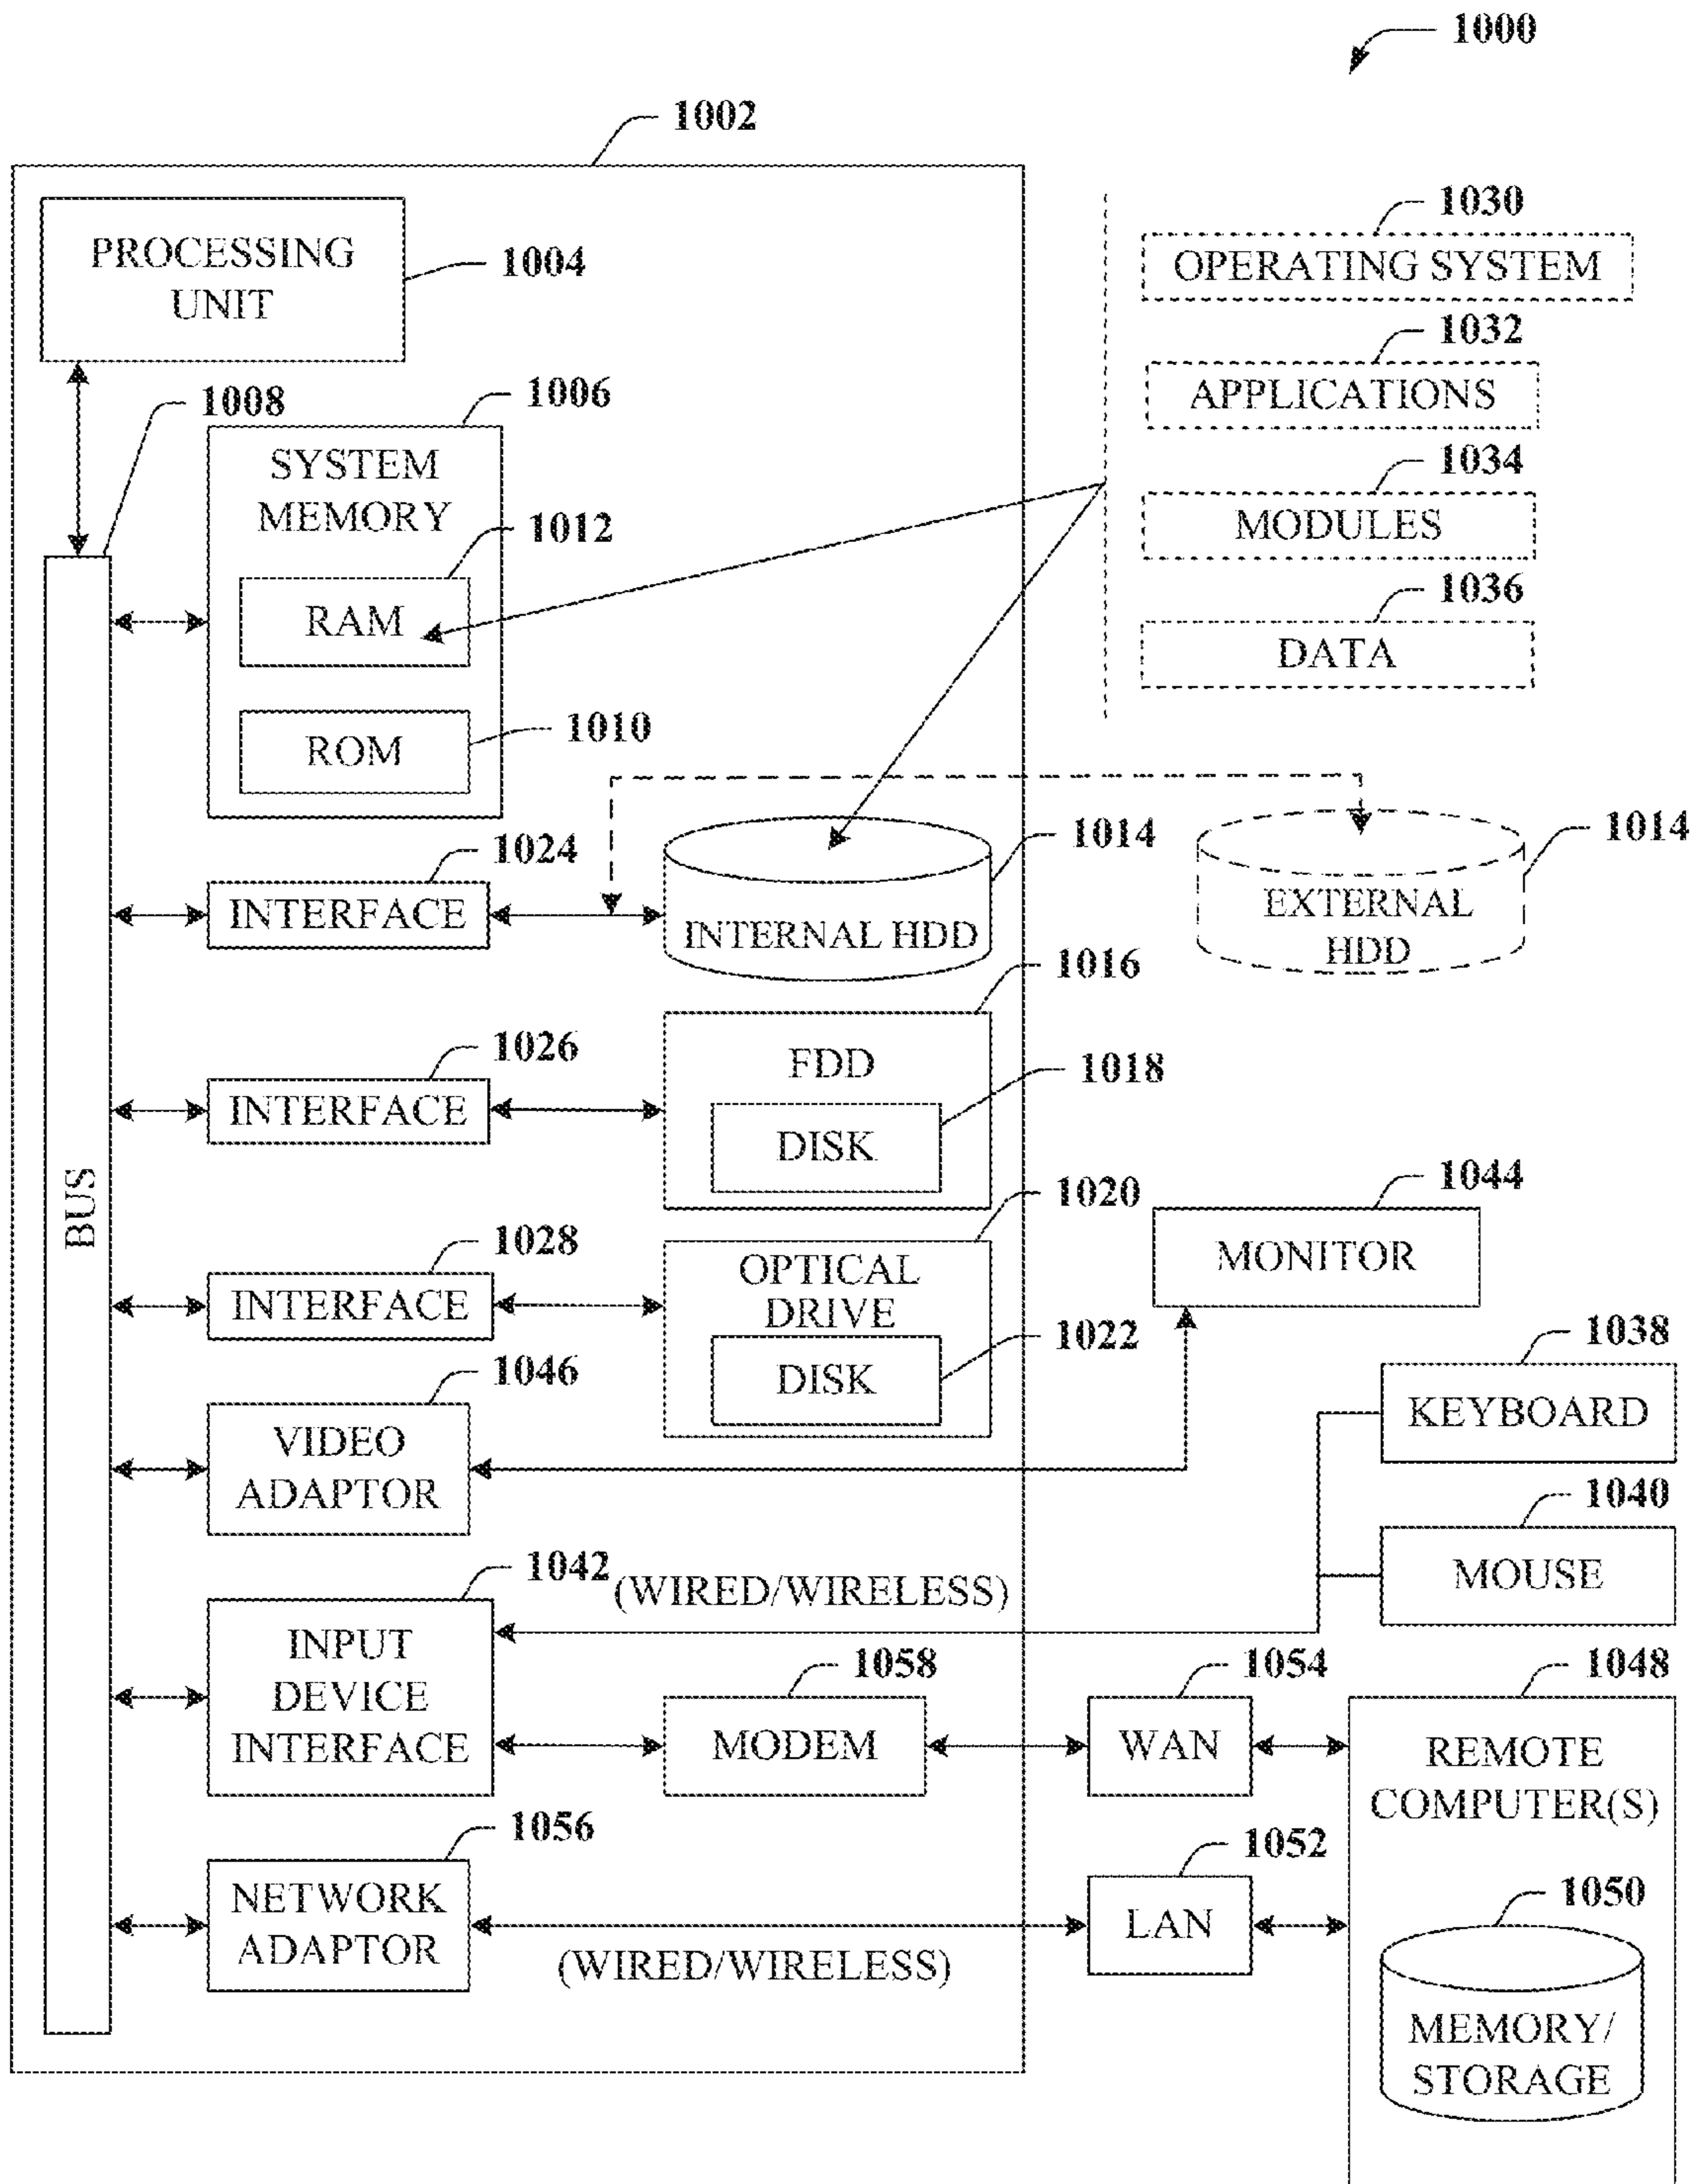 1000
1002
PROCESSING
UNIT
1004
1030
OPERATING SYSTEM
1032
APPLICATIONS
1034
MODULES
1036
DATA
1008
1006
SYSTEM
MEMORY
1012
RAM
1010
ROM
BUS
1024
INTERFACE
1014
INTERNAL HDD
1014
EXTERNAL
HDD
1026
INTERFACE
1016
FDD
1018
DISK
1028
INTERFACE
1020
OPTICAL
DRIVE
1022
DISK
1044
MONITOR
1046
VIDEO
ADAPTOR
1038
KEYBOARD
1040
MOUSE
1042
(WIRED/WIRELESS)
INPUT
DEVICE
INTERFACE
1058
MODEM
1054
WAN
1048
REMOTE
COMPUTER(S)
1056
NETWORK
ADAPTOR
(WIRED/WIRELESS)
1052
LAN
1050
MEMORY/
STORAGE